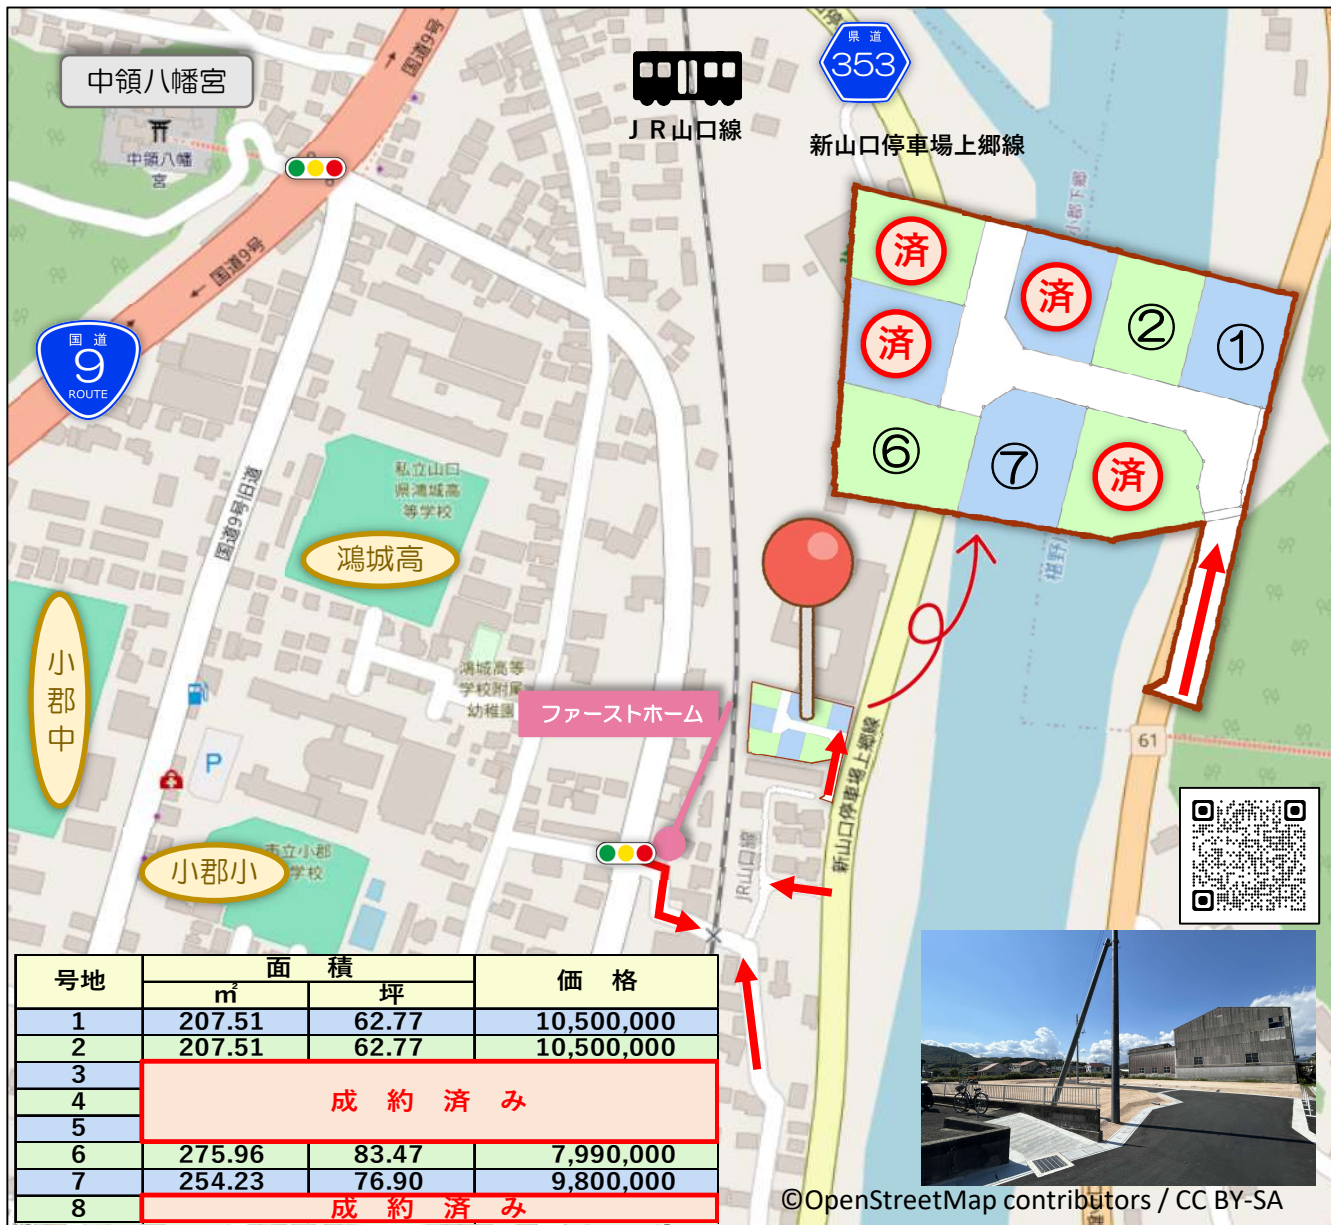 中領八幡宮
中領八幡
宮
国道9号
国道9号
国道
9
ROUTE
JR山口線
県道
353
新山口停車場上郷線
小郡下郷
済
済
済
②
①
⑥
⑦
済
私立山口
県鴻城高
等学校
鴻城高
国道9号旧道
小郡中
鴻城高等
学校附属
幼稚園
ファーストホーム
P
市立小郡
学校
小郡小
JR山口線
新山口停車場上郷線
61
号地 面積 価格
㎡ 坪
1 207.51 62.77 10,500,000
2 207.51 62.77 10,500,000
3
4 成約済み
5
6 275.96 83.47 7,990,000
7 254.23 76.90 9,800,000
8 成約済み
©OpenStreetMap contributors / CC BY-SA